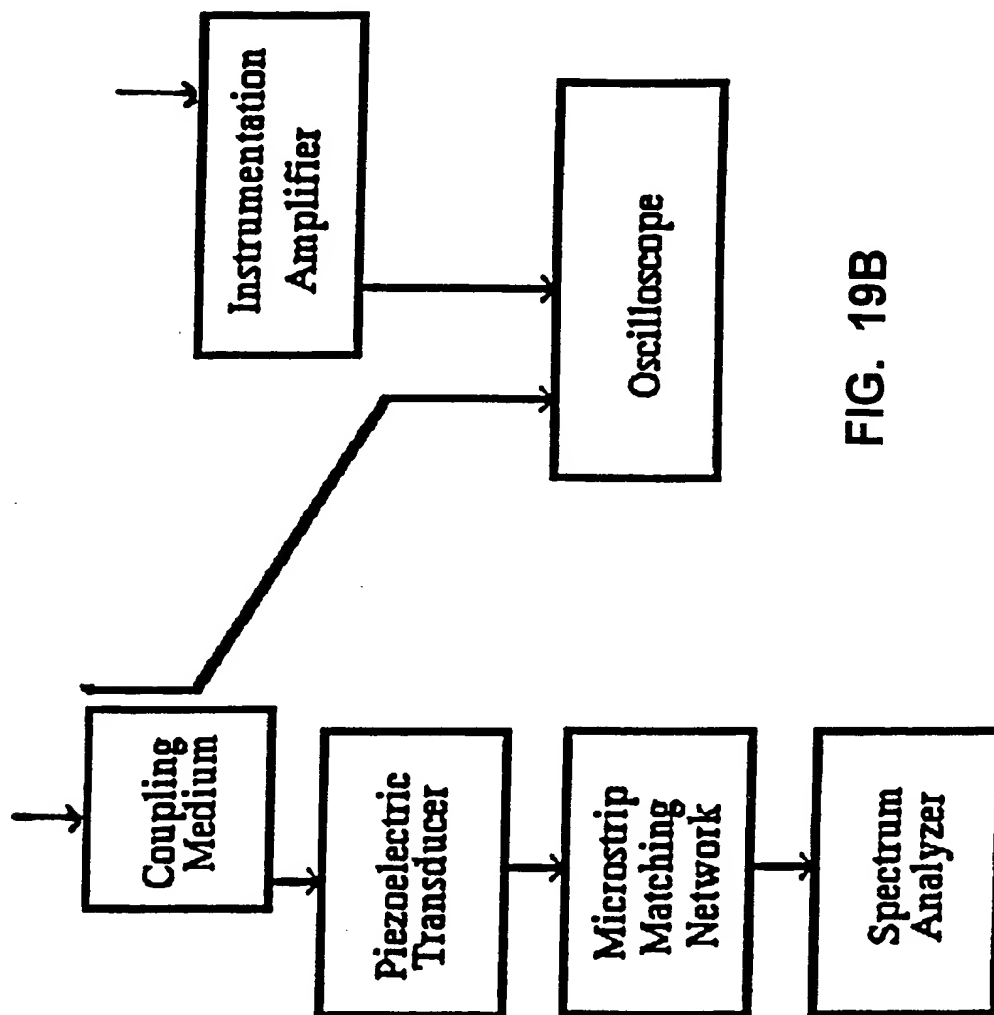 Coupling
Medium
Piezoelectric
Transducer
Microstrip
Matching
Network
Spectrum
Analyzer
Instrumentation
Amplifier
Oscilloscope
FIG. 19B